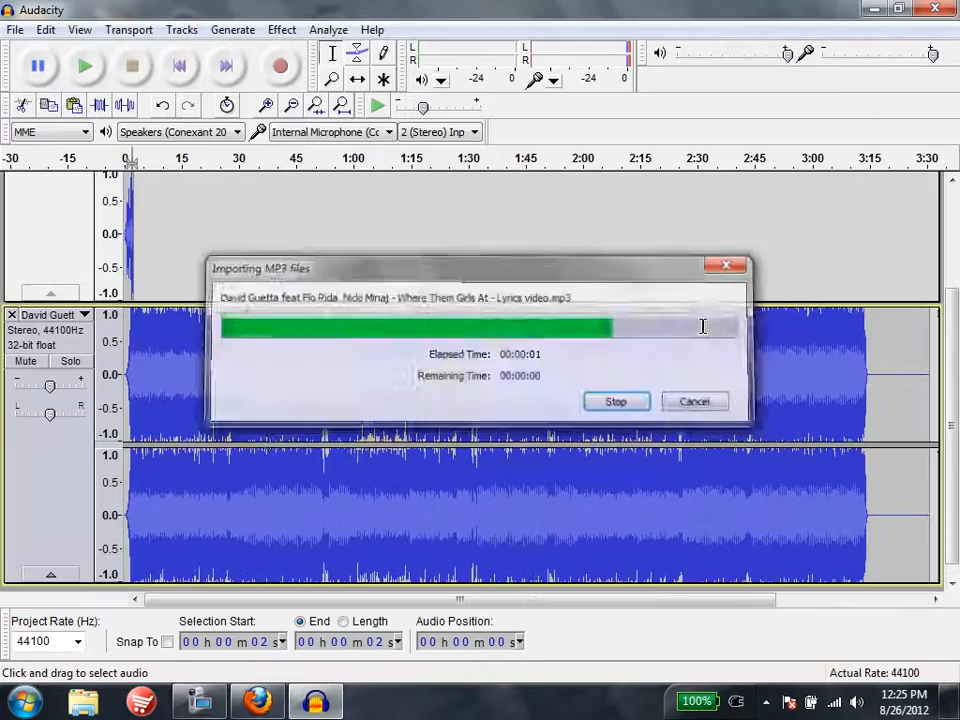 Audacity
File Edit View Transport Tracks Generate Effect Analyze Help
L L
R R
-24 0 -24 0
MME Speakers (Conexant 20 Internal Microphone (Cc 2 (Stereo) Inp
-30 -15 0 15 30 45 1:00 1:15 1:30 1:45 2:00 2:15 2:30 2:45 3:00 3:15 3:30
1.0
0.5
0.0
-0.5
-1.0
Importing MP3 files
David Guetta feat Flo Rida Nicki Minaj - Where Them Girls At - Lyrics video.mp3
Elapsed Time: 00:00:01
Remaining Time: 00:00:00
Stop Cancel
David Guett 1.0
Stereo, 44100Hz
32-bit float
0.5
Mute Solo
- +
0.0
L R
-0.5
-1.0
1.0
0.5
0.0
-0.5
-1.0
Project Rate (Hz): Selection Start: End Length Audio Position:
44100 Snap To 00 h 00 m 02 s 00 h 00 m 02 s 00 h 00 m 00 s
Click and drag to select audio Actual Rate: 44100
100% 12:25 PM
8/26/2012